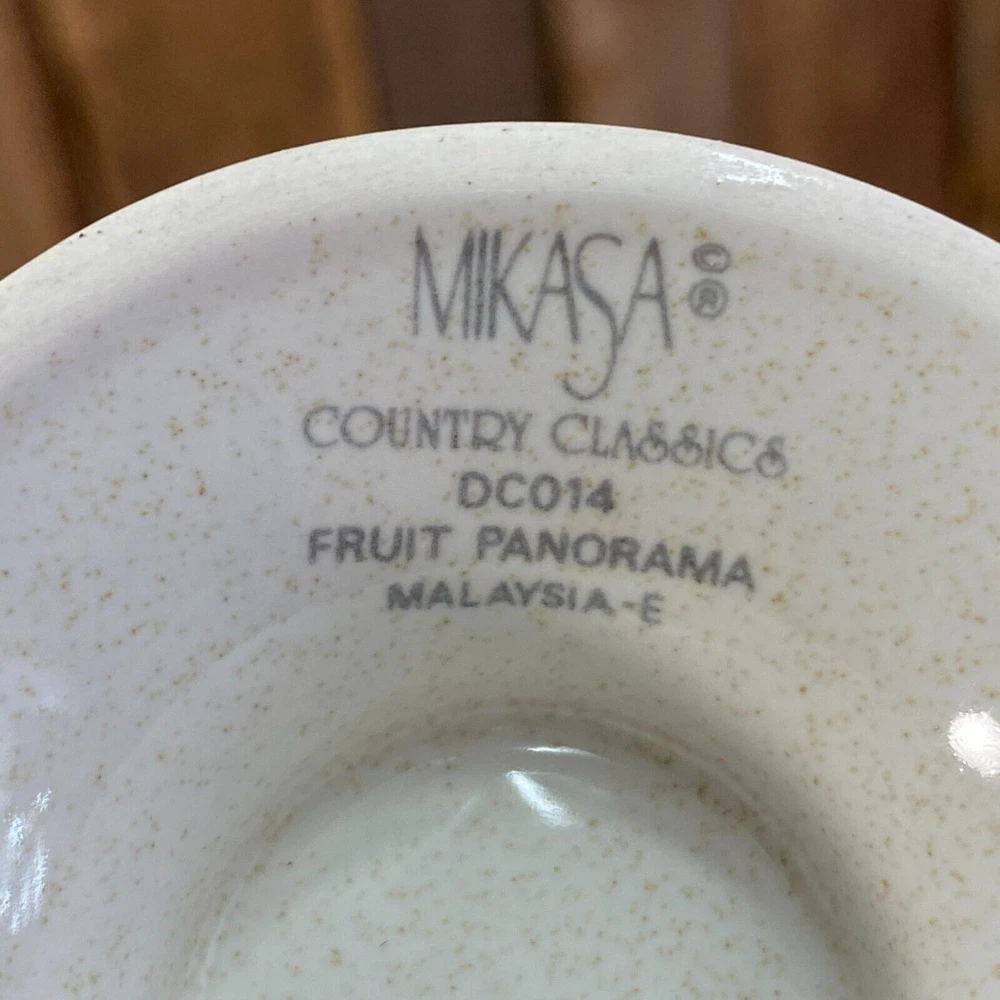 MIKASA © ®
COUNTRY CLASSICS
DC014
FRUIT PANORAMA
MALAYSIA-E